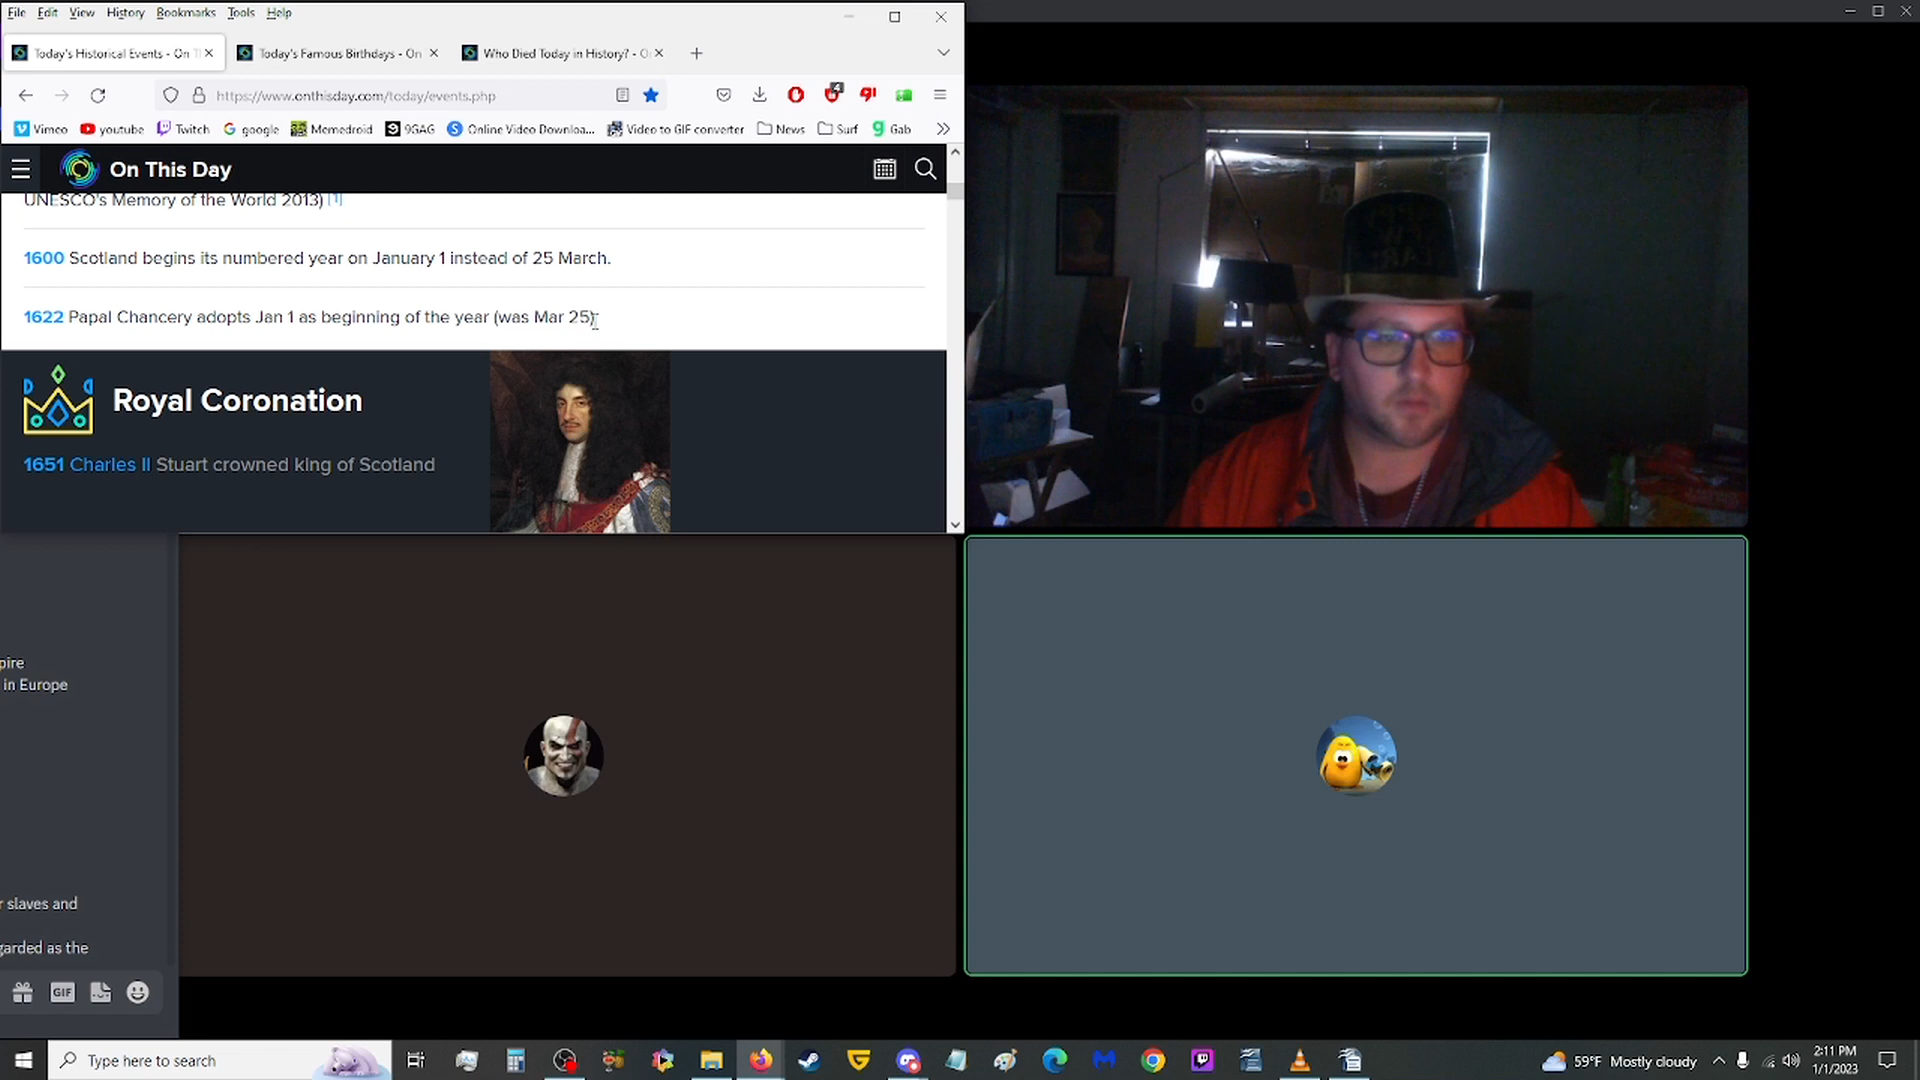 File Edit View History Bookmarks Tools Help
Today's Historical Events - On T
Today's Famous Birthdays - On
Who Died Today in History? - O
https://www.onthisday.com/today/events.php
4
Vimeo youtube Twitch google Memedroid 9GAG Online Video Downloa... Video to GIF converter News Surf Gab
On This Day
UNESCO's Memory of the World 2013) [1]
1600 Scotland begins its numbered year on January 1 instead of 25 March.
1622 Papal Chancery adopts Jan 1 as beginning of the year (was Mar 25)
Royal Coronation
1651 Charles II Stuart crowned king of Scotland
pire
in Europe
r slaves and
garded as the
GIF
Type here to search
59°F Mostly cloudy
2:11 PM
1/1/2023